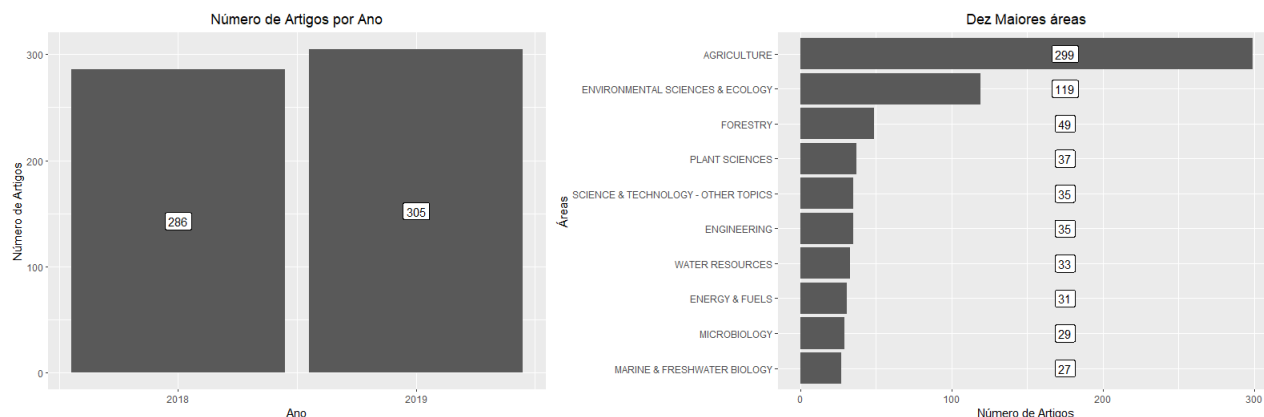 Número de Artigos por Ano
300
200
100
0
Número de Artigos
286
305
2018
2019
Ano
Dez Maiores áreas
Áreas
AGRICULTURE
299
ENVIRONMENTAL SCIENCES & ECOLOGY
119
FORESTRY
49
PLANT SCIENCES
37
SCIENCE & TECHNOLOGY - OTHER TOPICS
35
ENGINEERING
35
WATER RESOURCES
33
ENERGY & FUELS
31
MICROBIOLOGY
29
MARINE & FRESHWATER BIOLOGY
27
0
100
200
300
Número de Artigos